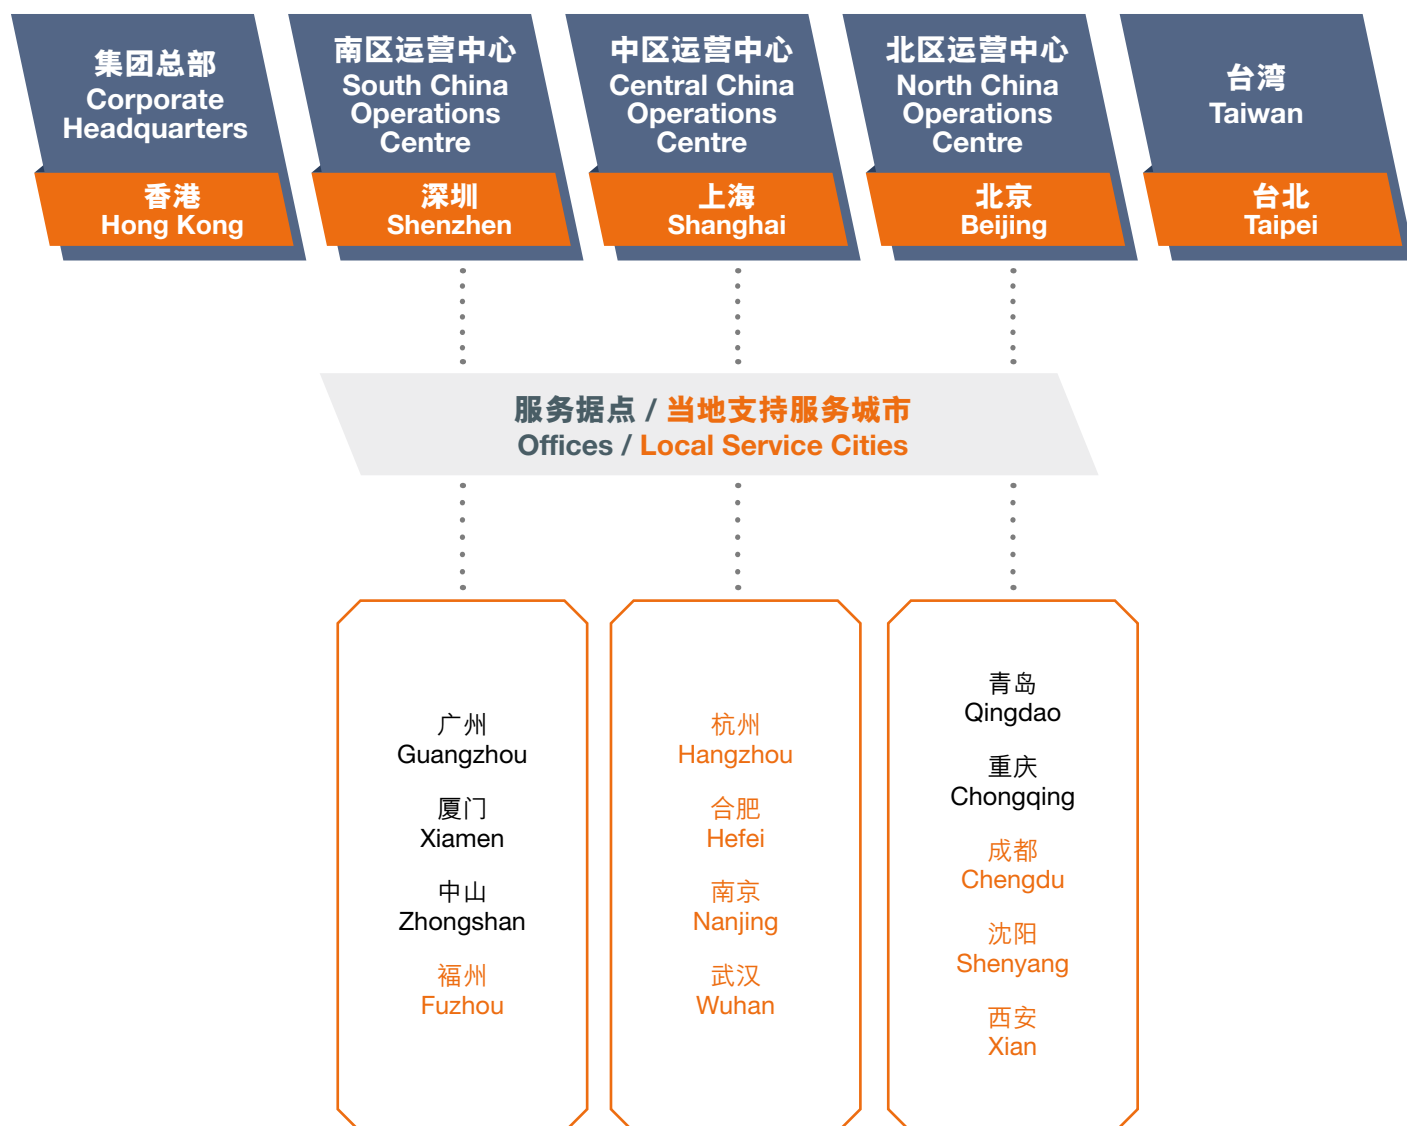 集团总部
Corporate
Headquarters
香港
Hong Kong
南区运营中心
South China
Operations
Centre
深圳
Shenzhen
中区运营中心
Central China
Operations
Centre
上海
Shanghai
北区运营中心
North China
Operations
Centre
北京
Beijing
台湾
Taiwan
台北
Taipei
服务据点 / 当地支持服务城市
Offices / Local Service Cities
广州
Guangzhou
厦门
Xiamen
中山
Zhongshan
福州
Fuzhou
杭州
Hangzhou
合肥
Hefei
南京
Nanjing
武汉
Wuhan
青岛
Qingdao
重庆
Chongqing
成都
Chengdu
沈阳
Shenyang
西安
Xian